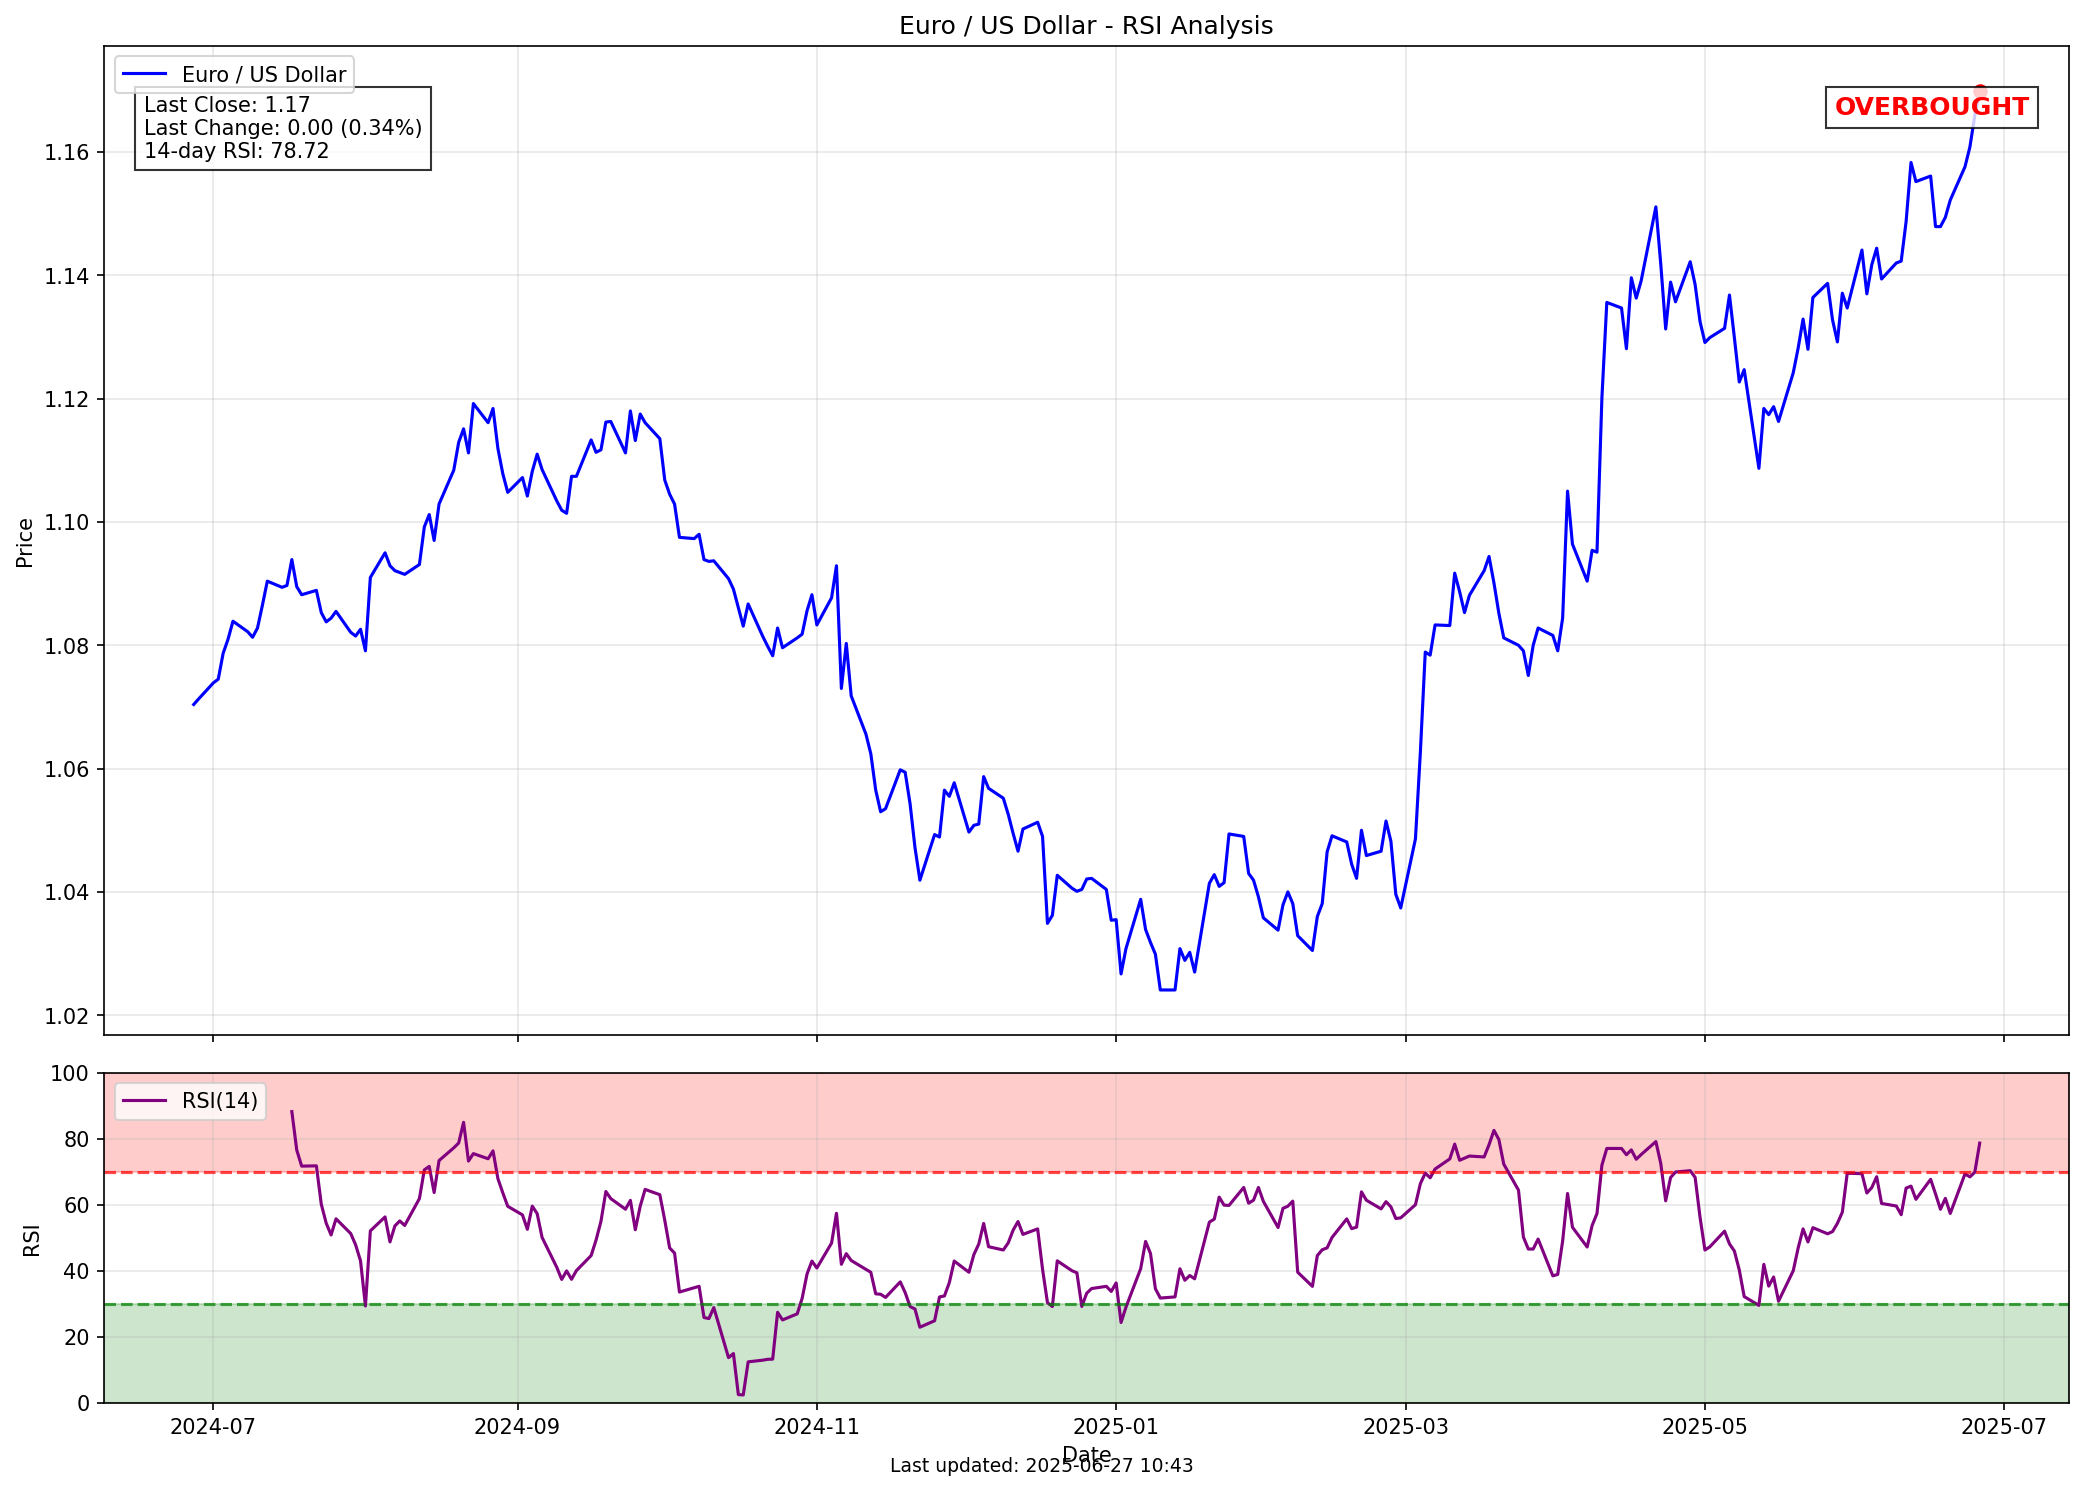 Euro / US Dollar - RSI Analysis
Euro / US Dollar
Last Close: 1.17
Last Change: 0.00 (0.34%)
14-day RSI: 78.72
OVERBOUGHT
Price
1.16
1.14
1.12
1.10
1.08
1.06
1.04
1.02
RSI(14)
RSI
100
80
60
40
20
0
2024-07
2024-09
2024-11
2025-01
2025-03
2025-05
2025-07
Date
Last updated: 2025-06-27 10:43